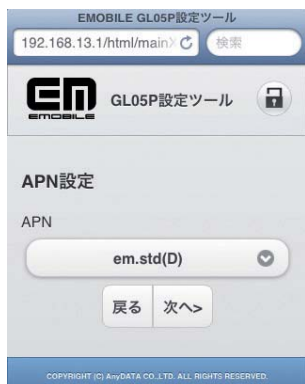 EMOBILE GL05P設定ツール
192.168.13.1/html/main
検索
EM
EMOBILE
GL05P設定ツール
APN設定
APN
em.std(D)
戻る 次へ>
COPYRIGHT (C) AnyDATA CO.,LTD. ALL RIGHTS RESERVED.